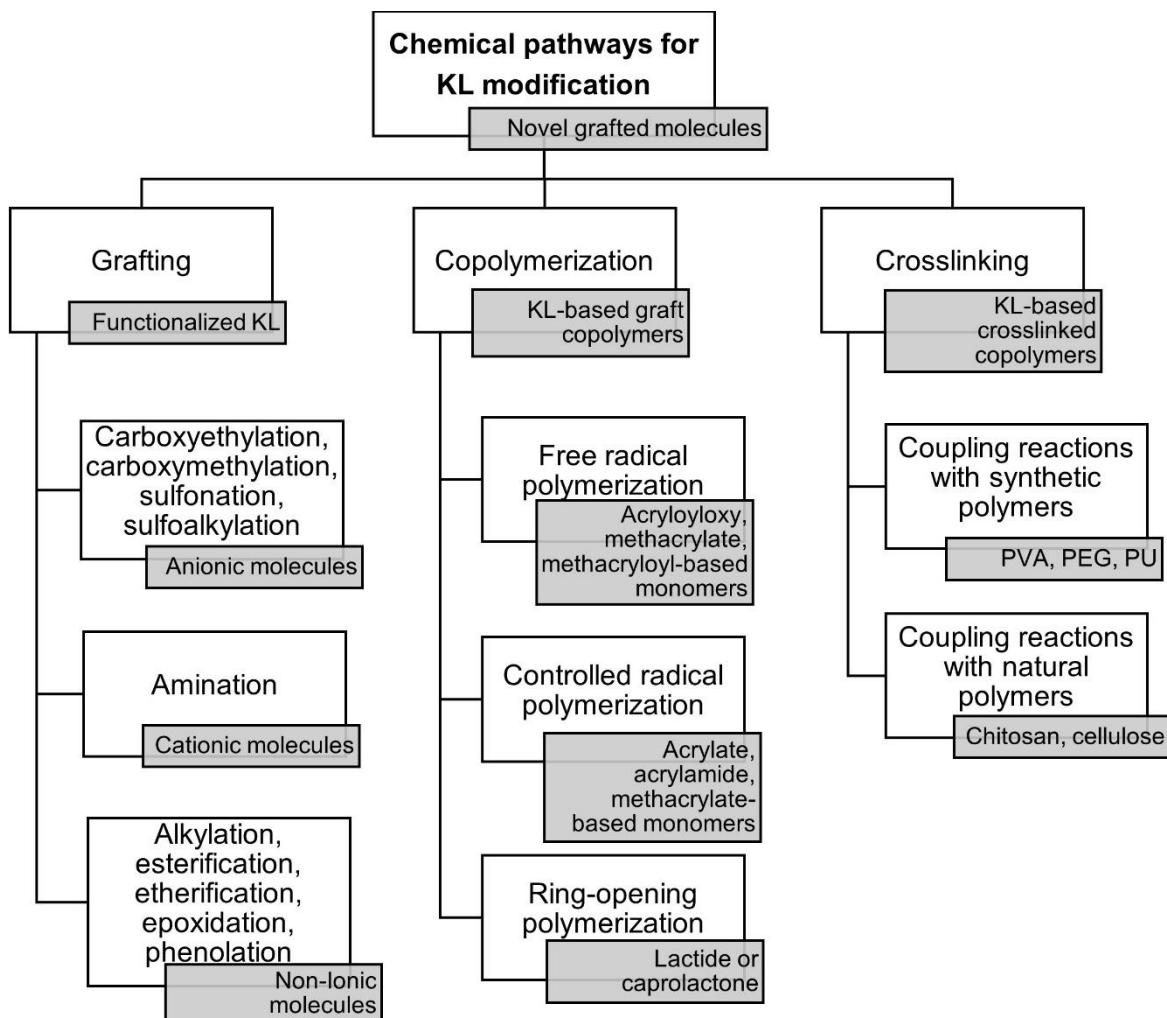 Chemical pathways for
KL modification
Novel grafted molecules
Grafting
Functionalized KL
Carboxyethylation,
carboxymethylation,
sulfonation,
sulfoalkylation
Anionic molecules
Amination
Cationic molecules
Alkylation,
esterification,
etherification,
epoxidation,
phenolation
Non-Ionic
molecules
Copolymerization
KL-based graft
copolymers
Free radical
polymerization
Acryloyloxy,
methacrylate,
methacryloyl-based
monomers
Controlled radical
polymerization
Acrylate,
acrylamide,
methacrylate-
based monomers
Ring-opening
polymerization
Lactide or
caprolactone
Crosslinking
KL-based
crosslinked
copolymers
Coupling reactions
with synthetic
polymers
PVA, PEG, PU
Coupling reactions
with natural
polymers
Chitosan, cellulose